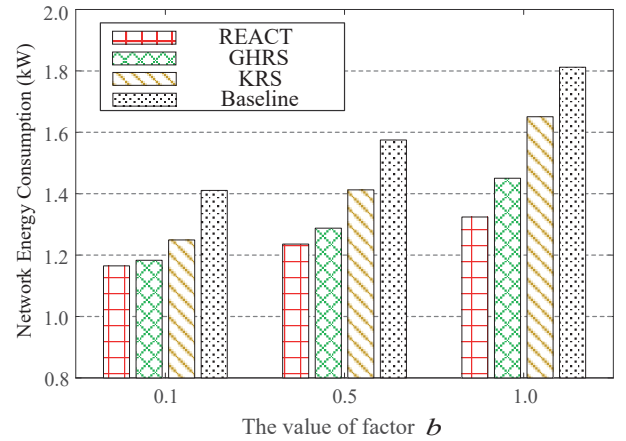 2.0
1.8
1.6
1.4
1.2
1.0
0.8
Network Energy Consumption (kW)
REACT
GHRS
KRS
Baseline
0.1 0.5 1.0
The value of factor b